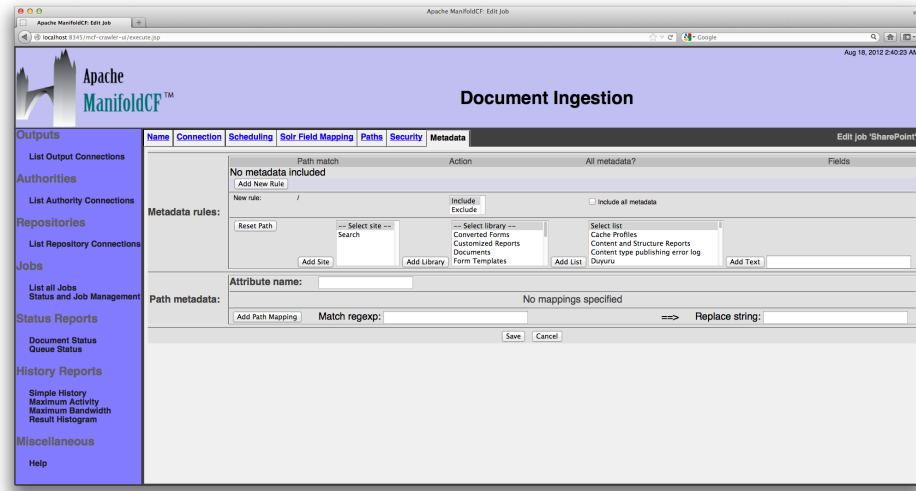 Apache ManifoldCF: Edit Job
Apache ManifoldCF: Edit Job
localhost:8345/mcf-crawler-ui/execute.jsp
Google
Aug 18, 2012 2:40:23 AM
Apache
ManifoldCF™
Document Ingestion
Outputs
List Output Connections
Authorities
List Authority Connections
Repositories
List Repository Connections
Jobs
List all Jobs
Status and Job Management
Status Reports
Document Status
Queue Status
History Reports
Simple History
Maximum Activity
Maximum Bandwidth
Result Histogram
Miscellaneous
Help
Name Connection Scheduling Solr Field Mapping Paths Security Metadata Edit job 'SharePoint'
Metadata rules:
Path match Action All metadata? Fields
No metadata included
Add New Rule
New rule: / Include Include all metadata
Exclude
Reset Path -- Select site -- -- Select library -- Select list
Search Converted Forms Cache Profiles
Customized Reports Content and Structure Reports
Documents Content type publishing error log
Add Site Add Library Form Templates Add List Duyuru Add Text
Path metadata:
Attribute name:
No mappings specified
Add Path Mapping Match regexp: ==> Replace string:
Save Cancel